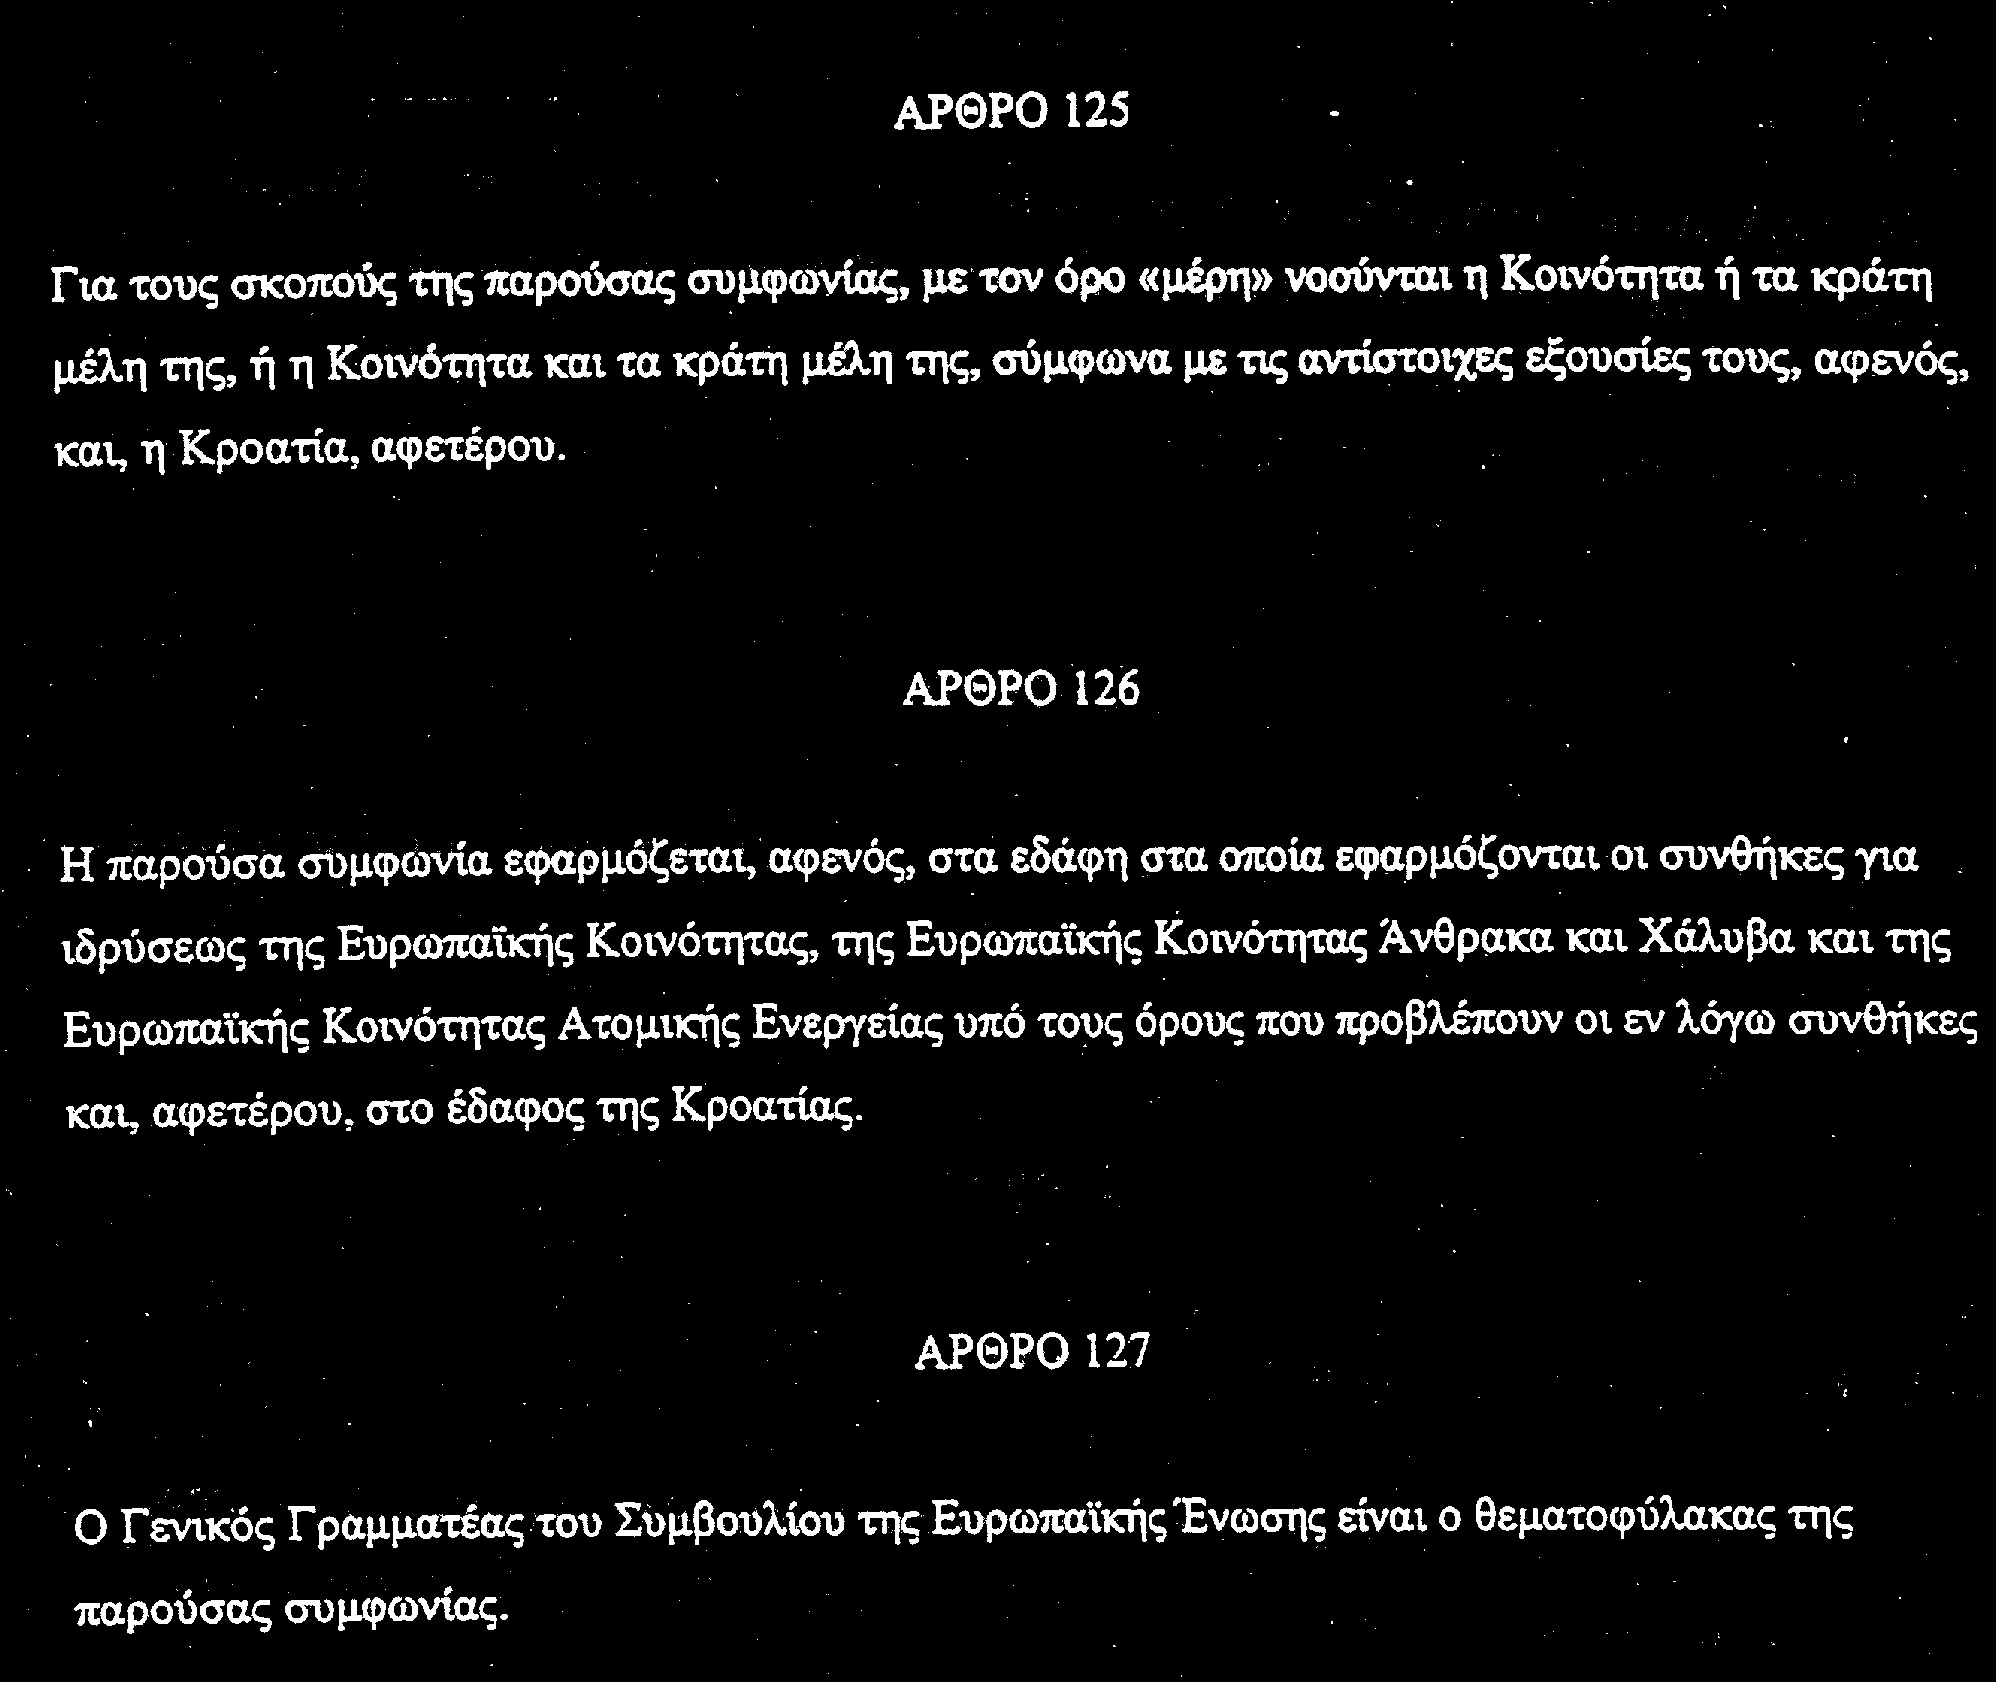 ΑΡΘΡΟ 125
Για τους σκοπούς της παρούσας συμφωνίας, με τον όρο «μέρη» νοούνται η Κοινότητα ή τα κράτη
μέλη της, ή η Κοινότητα και τα κράτη μέλη της, σύμφωνα με τις αντίστοιχες εξουσίες τους, αφενός,
και, η Κροατία, αφετέρου.
ΑΡΘΡΟ 126
Η παρούσα συμφωνία εφαρμόζεται, αφενός, στα εδάφη στα οποία εφαρμόζονται οι συνθήκες για
ιδρύσεως της Ευρωπαϊκής Κοινότητας, της Ευρωπαϊκής Κοινότητας Άνθρακα και Χάλυβα και της
Ευρωπαϊκής Κοινότητας Ατομικής Ενεργείας υπό τους όρους που προβλέπουν οι εν λόγω συνθήκες
και, αφετέρου, στο έδαφος της Κροατίας.
ΑΡΘΡΟ 127
Ο Γενικός Γραμματέας του Συμβουλίου της Ευρωπαϊκής Ένωσης είναι ο θεματοφύλακας της
παρούσας συμφωνίας.